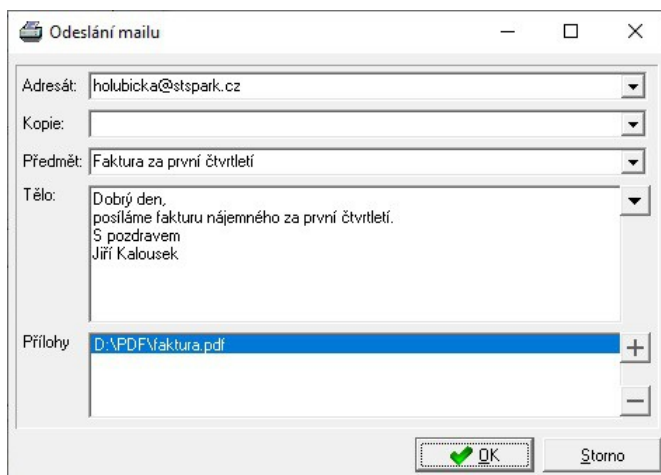 Odeslání mailu
Adresát: holubicka@stspark.cz
Kopie:
Předmět: Faktura za první čtvrtletí
Tělo: Dobrý den,
posíláme fakturu nájemného za první čtvrtletí.
S pozdravem
Jiří Kalousek
Přílohy D:\PDF\faktura.pdf
OK Storno